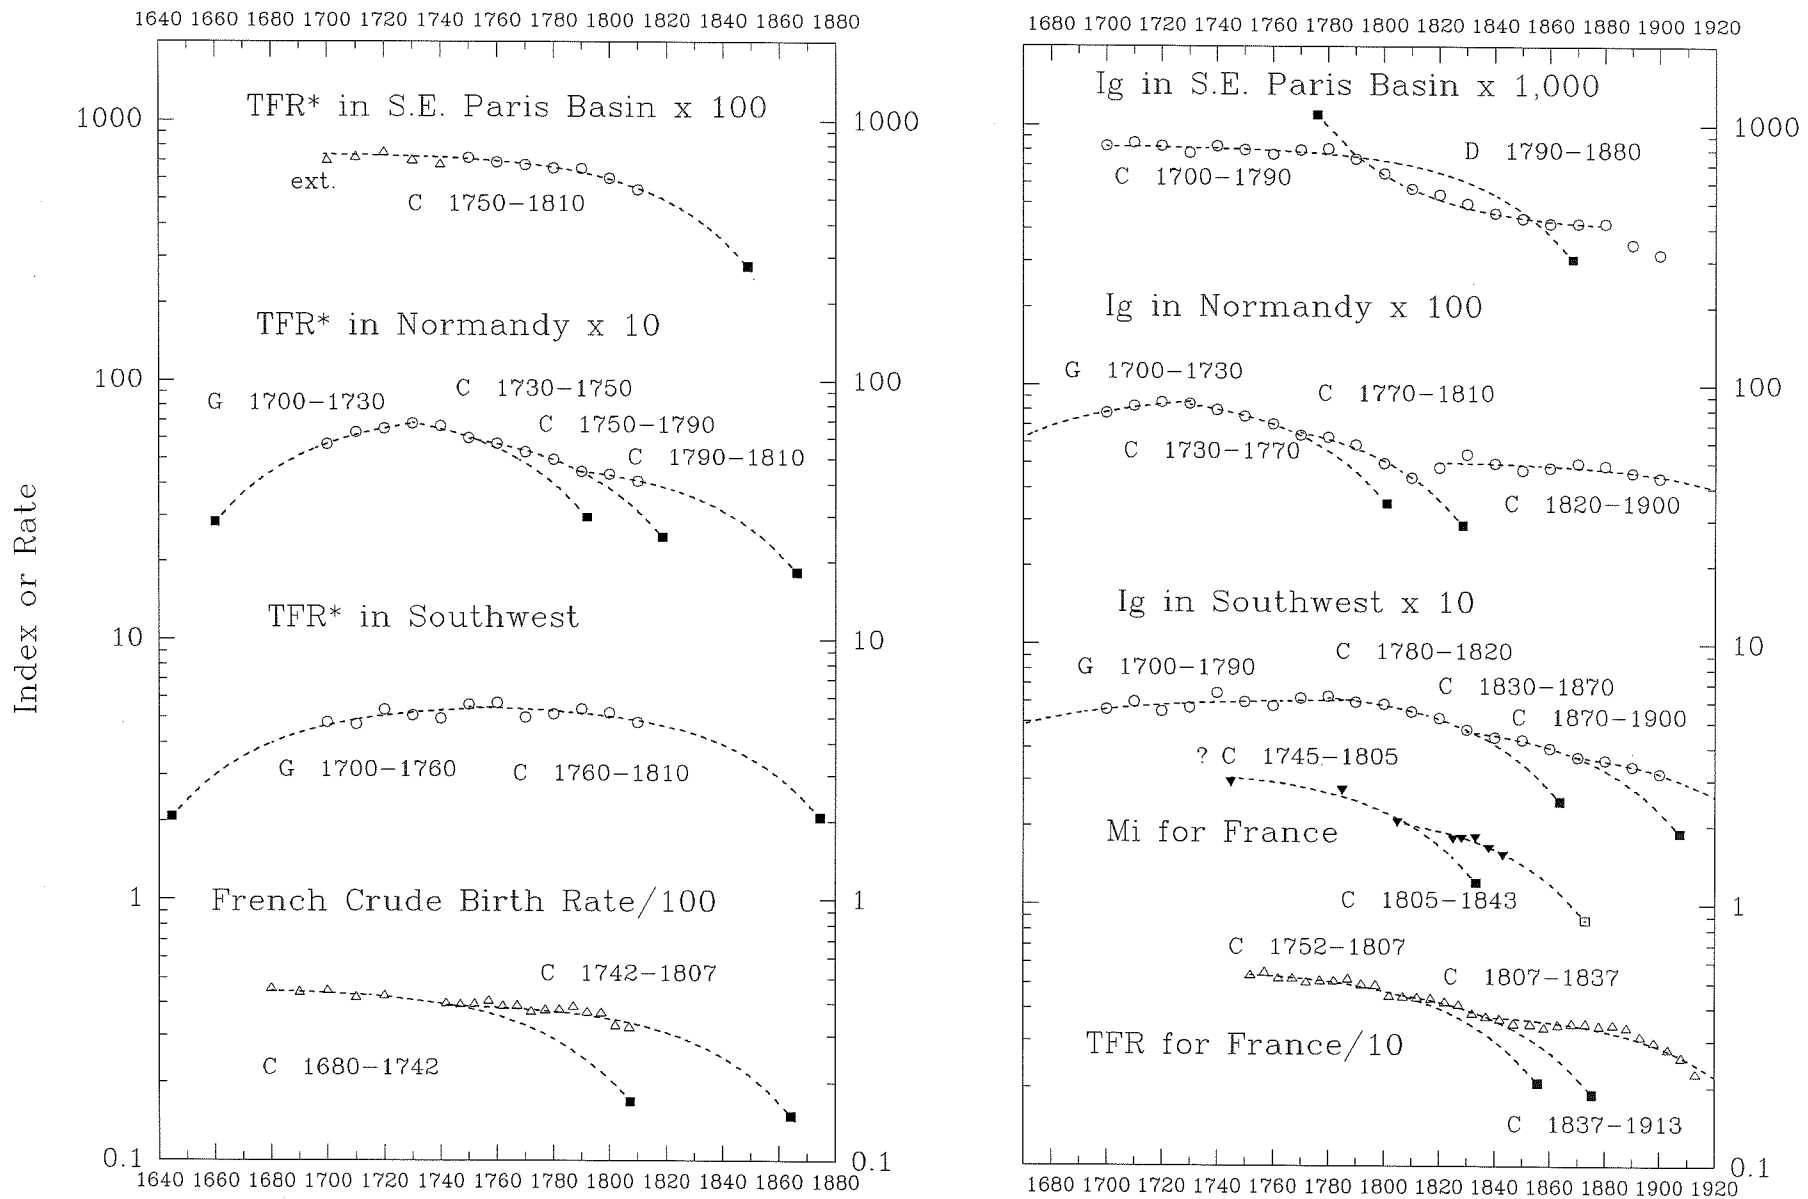 1640 1660 1680 1700 1720 1740 1760 1780 1800 1820 1840 1860 1880
TFR* in S.E. Paris Basin x 100
1000
1000
ext.
C 1750-1810
TFR* in Normandy x 10
100
100
G 1700-1730
C 1730-1750
C 1750-1790
C 1790-1810
Index or Rate
TFR* in Southwest
10
10
G 1700-1760
C 1760-1810
1
1
French Crude Birth Rate/100
C 1742-1807
C 1680-1742
0.1
0.1
1640 1660 1680 1700 1720 1740 1760 1780 1800 1820 1840 1860 1880
1680 1700 1720 1740 1760 1780 1800 1820 1840 1860 1880 1900 1920
Ig in S.E. Paris Basin x 1,000
1000
D 1790-1880
C 1700-1790
Ig in Normandy x 100
G 1700-1730
100
C 1770-1810
C 1730-1770
C 1820-1900
Ig in Southwest x 10
10
C 1780-1820
G 1700-1790
C 1830-1870
C 1870-1900
? C 1745-1805
Mi for France
C 1805-1843
1
C 1752-1807
C 1807-1837
TFR for France/10
C 1837-1913
0.1
1680 1700 1720 1740 1760 1780 1800 1820 1840 1860 1880 1900 1920